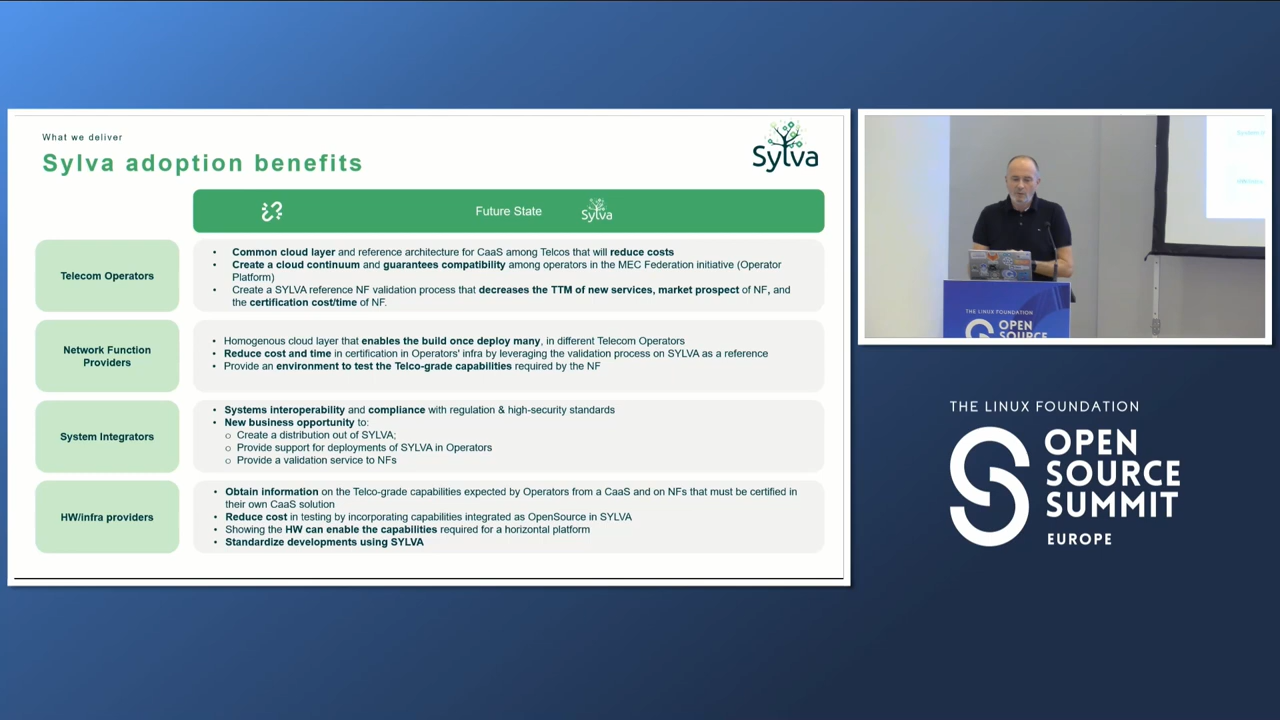 What we deliver
Sylva adoption benefits
Sylva
¿?
Future State
Sylva
Telecom Operators
• Common cloud layer and reference architecture for CaaS among Telcos that will reduce costs
• Create a cloud continuum and guarantees compatibility among operators in the MEC Federation initiative (Operator
Platform)
• Create a SYLVA reference NF validation process that decreases the TTM of new services, market prospect of NF, and
the certification cost/time of NF.
Network Function
Providers
• Homogenous cloud layer that enables the build once deploy many, in different Telecom Operators
• Reduce cost and time in certification in Operators' infra by leveraging the validation process on SYLVA as a reference
• Provide an environment to test the Telco-grade capabilities required by the NF
System Integrators
• Systems interoperability and compliance with regulation & high-security standards
• New business opportunity to:
o Create a distribution out of SYLVA;
o Provide support for deployments of SYLVA in Operators
o Provide a validation service to NFs
HW/infra providers
• Obtain information on the Telco-grade capabilities expected by Operators from a CaaS and on NFs that must be certified in
their own CaaS solution
• Reduce cost in testing by incorporating capabilities integrated as OpenSource in SYLVA
• Showing the HW can enable the capabilities required for a horizontal platform
• Standardize developments using SYLVA
THE LINUX FOUNDATION
OPEN
SOURCE
THE LINUX FOUNDATION
OPEN
SOURCE
SUMMIT
EUROPE